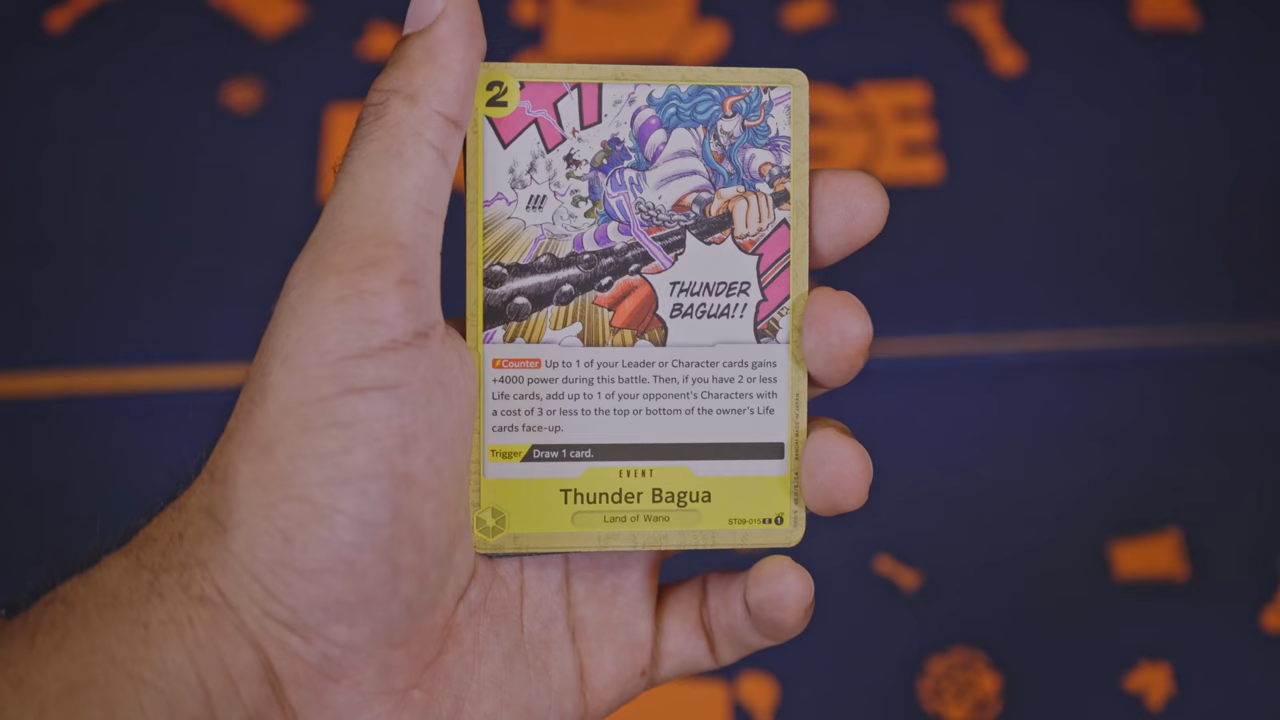 2
!!!
THUNDER
BAGUA!!
Counter Up to 1 of your Leader or Character cards gains
+4000 power during this battle. Then, if you have 2 or less
Life cards, add up to 1 of your opponent's Characters with
a cost of 3 or less to the top or bottom of the owner's Life
cards face-up.
Trigger Draw 1 card.
EVENT
Thunder Bagua
Land of Wano
ST09-015 C 1